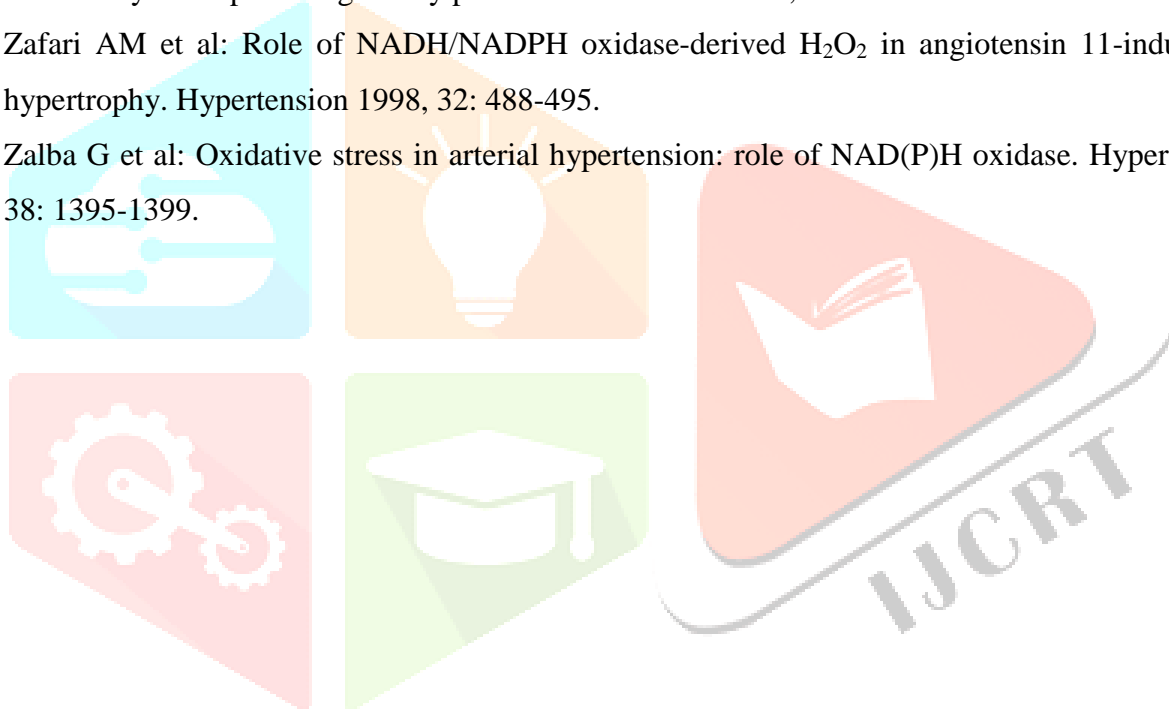 Zafari AM et al: Role of NADH/NADPH oxidase-derived H₂O₂ in angiotensin 11-indu
hypertrophy. Hypertension 1998, 32: 488-495.
Zalba G et al: Oxidative stress in arterial hypertension: role of NAD(P)H oxidase. Hyper
38: 1395-1399.
IJCRT